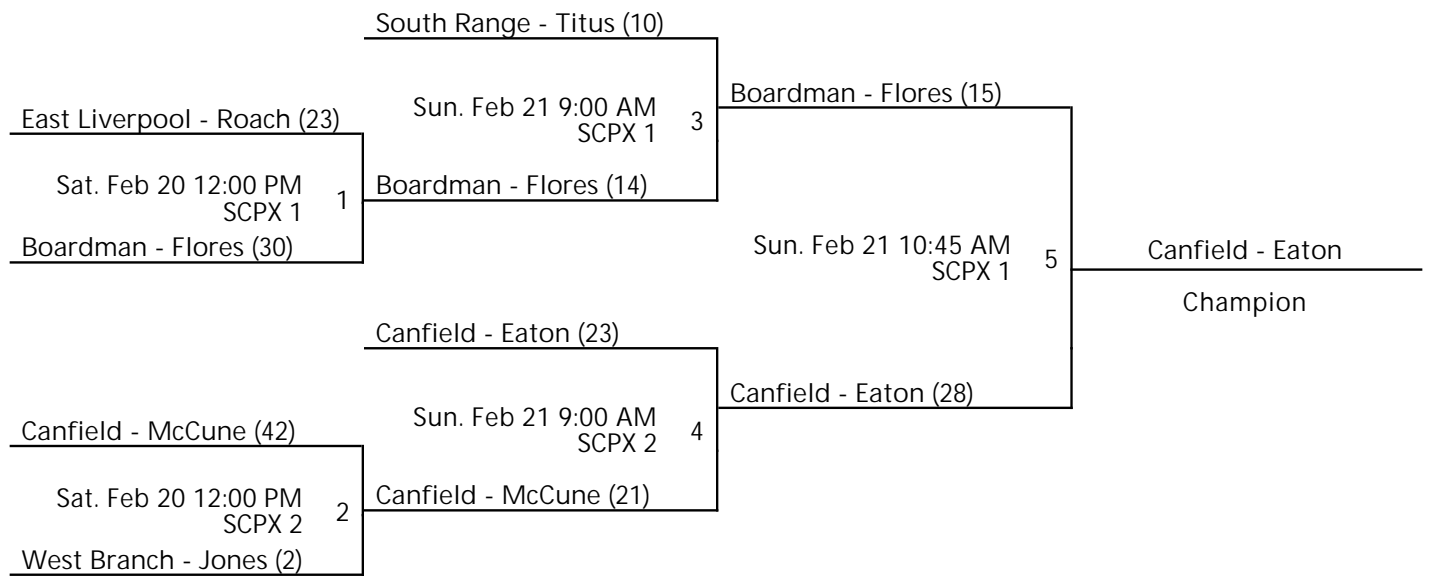 South Range - Titus (10)
Sun. Feb 21 9:00 AM
SCPX 1
3
Boardman - Flores (15)
East Liverpool - Roach (23)
Sat. Feb 20 12:00 PM
SCPX 1
1
Boardman - Flores (14)
Boardman - Flores (30)
Sun. Feb 21 10:45 AM
SCPX 1
5
Canfield - Eaton
Champion
Canfield - Eaton (23)
Sun. Feb 21 9:00 AM
SCPX 2
4
Canfield - Eaton (28)
Canfield - McCune (42)
Sat. Feb 20 12:00 PM
SCPX 2
2
Canfield - McCune (21)
West Branch - Jones (2)